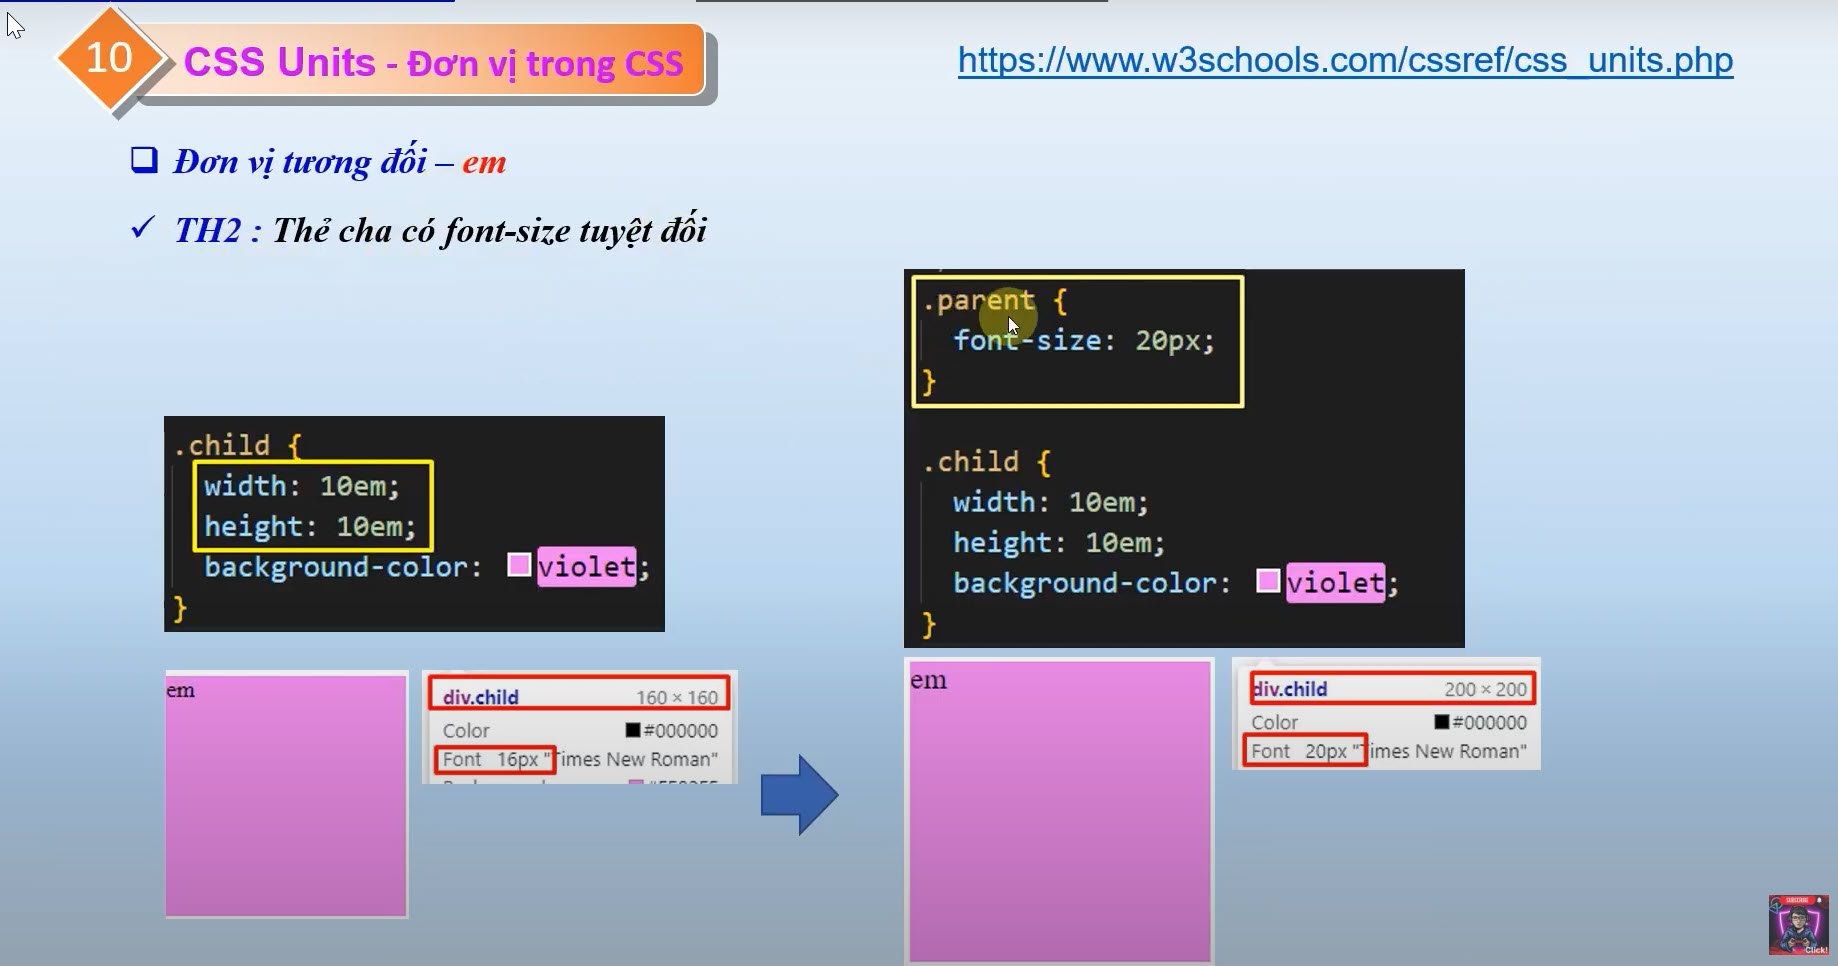 10
CSS Units - Đơn vị trong CSS
https://www.w3schools.com/cssref/css_units.php
Đơn vị tương đối – em
TH2 : Thẻ cha có font-size tuyệt đối
.child {
width: 10em;
height: 10em;
background-color: violet;
}
em
div.child 160 × 160
Color #000000
Font 16px "Times New Roman"
.parent {
font-size: 20px;
}
.child {
width: 10em;
height: 10em;
background-color: violet;
}
em
div.child 200 × 200
Color #000000
Font 20px "Times New Roman"
SUBSCRIBE
Click!